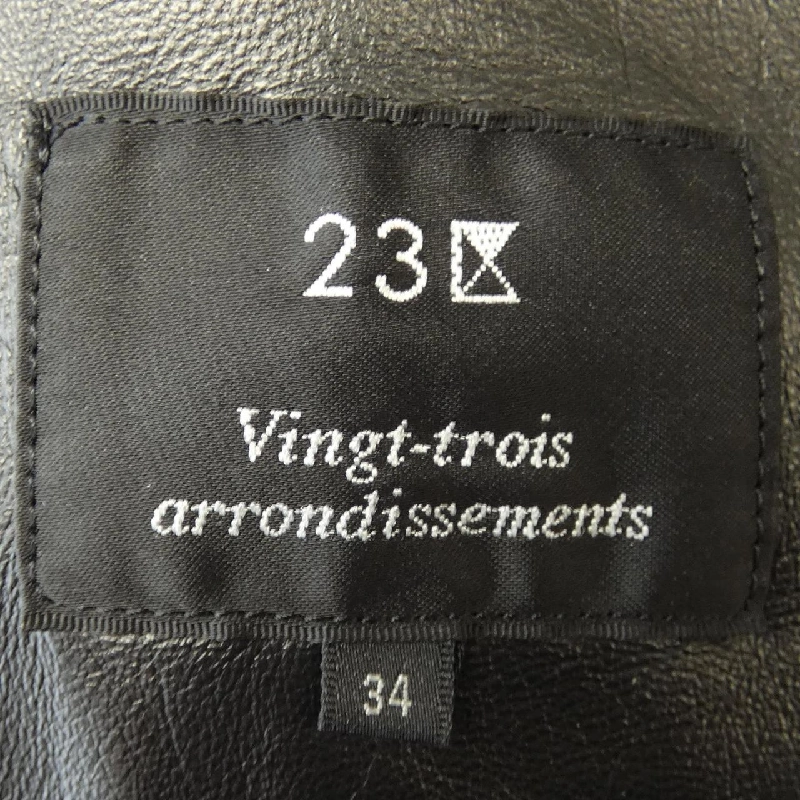 23区
Vingt-trois
arrondissements
34